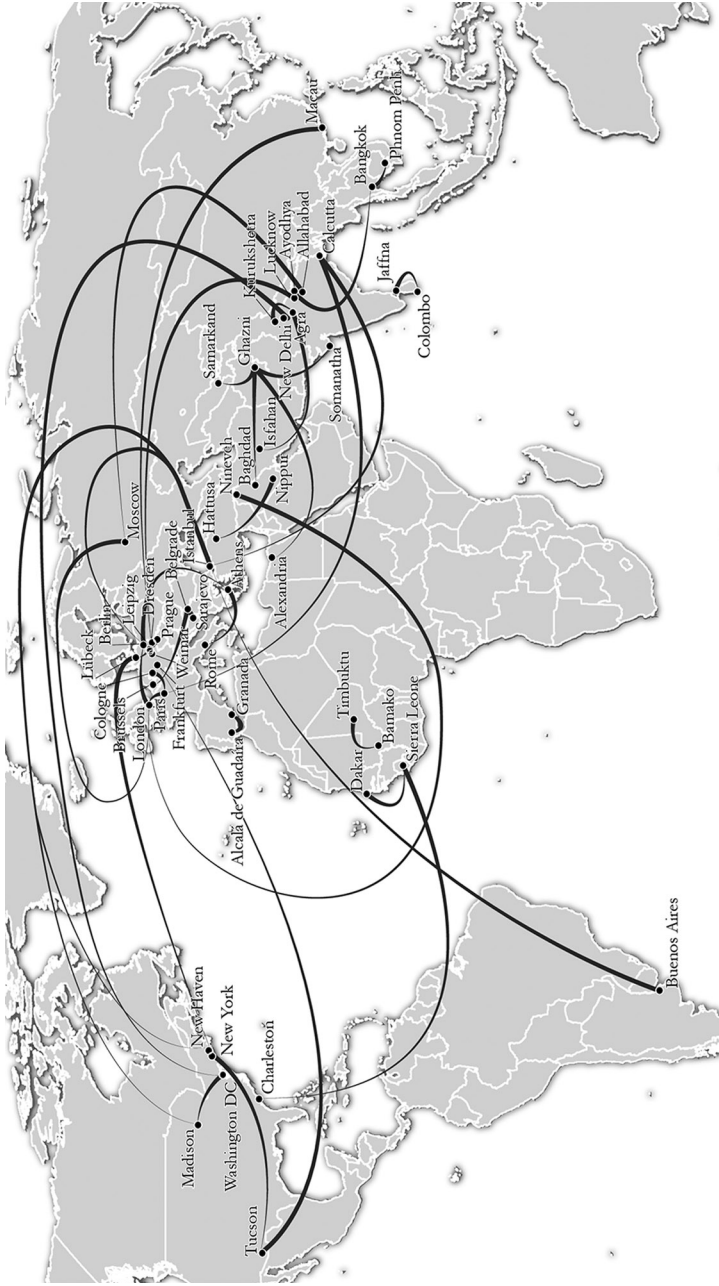 Tucson
Madison
Washington DC
Charleston
New York
New Haven
Buenos Aires
Dakar
Sierra Leone
Bamako
Timbuktu
Alcalá de Guadaíra
Granada
London
Paris
Brussels
Cologne
Frankfurt
Lübeck
Weimar
Rome
Berlin
Leipzig
Dresden
Prague
Sarajevo
Belgrade
Istanbul
Athens
Moscow
Alexandria
Hattusa
Nineveh
Nippur
Baghdad
Isfahan
Samarkand
Ghazni
Somanatha
New Delhi
Agra
Kurukshetra
Lucknow
Ayodhya
Allahabad
Calcutta
Colombo
Jaffna
Bangkok
Phnom Penh
Macau